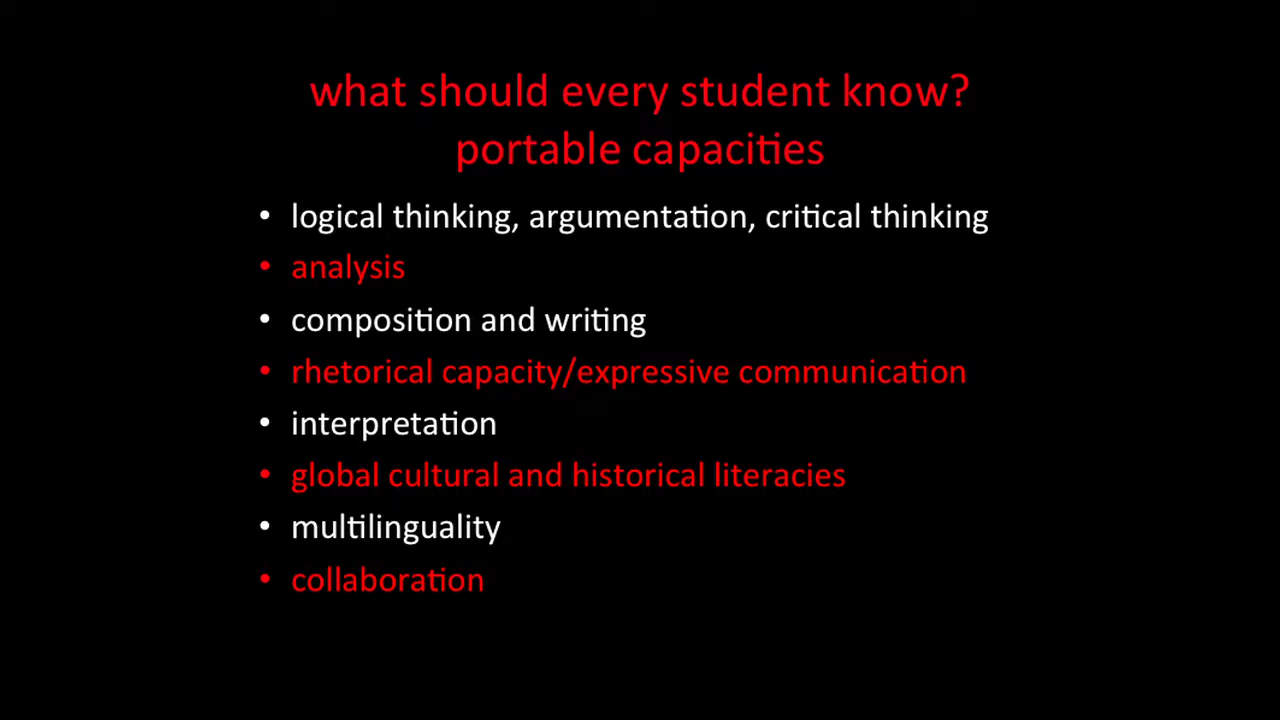 what should every student know?
portable capacities
• logical thinking, argumentation, critical thinking
• analysis
• composition and writing
• rhetorical capacity/expressive communication
• interpretation
• global cultural and historical literacies
• multilinguality
• collaboration